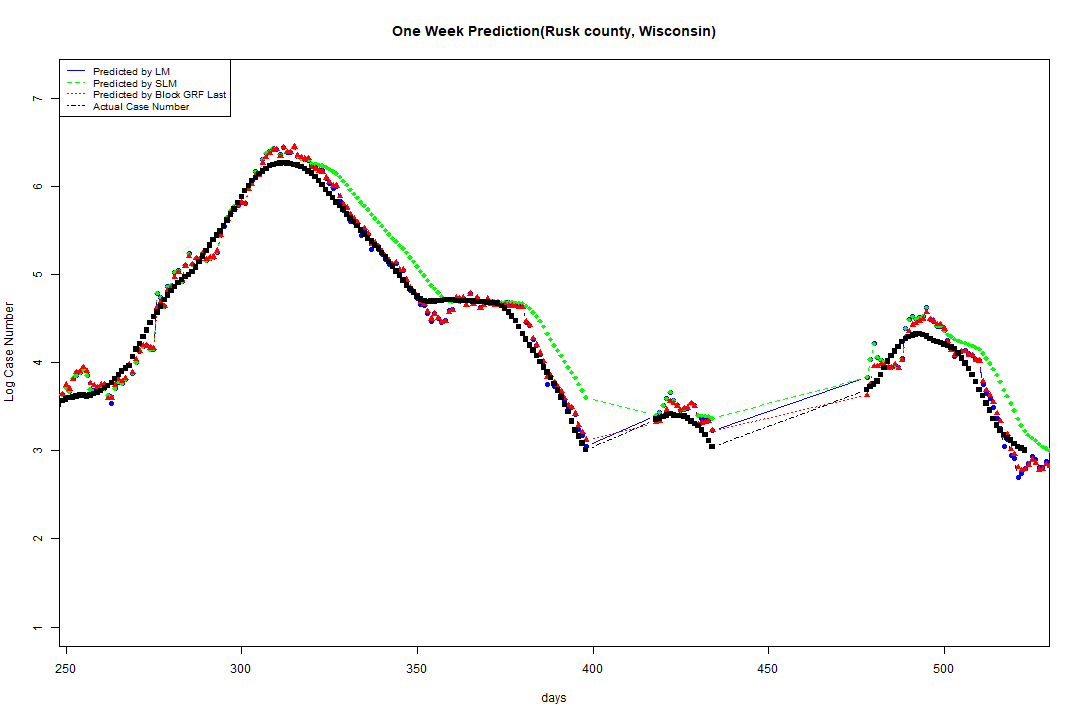 One Week Prediction(Rusk county, Wisconsin)
Predicted by LM
Predicted by SLM
Predicted by Block GRF Last
Actual Case Number
7
6
5
4
3
2
1
Log Case Number
250 300 350 400 450 500
days